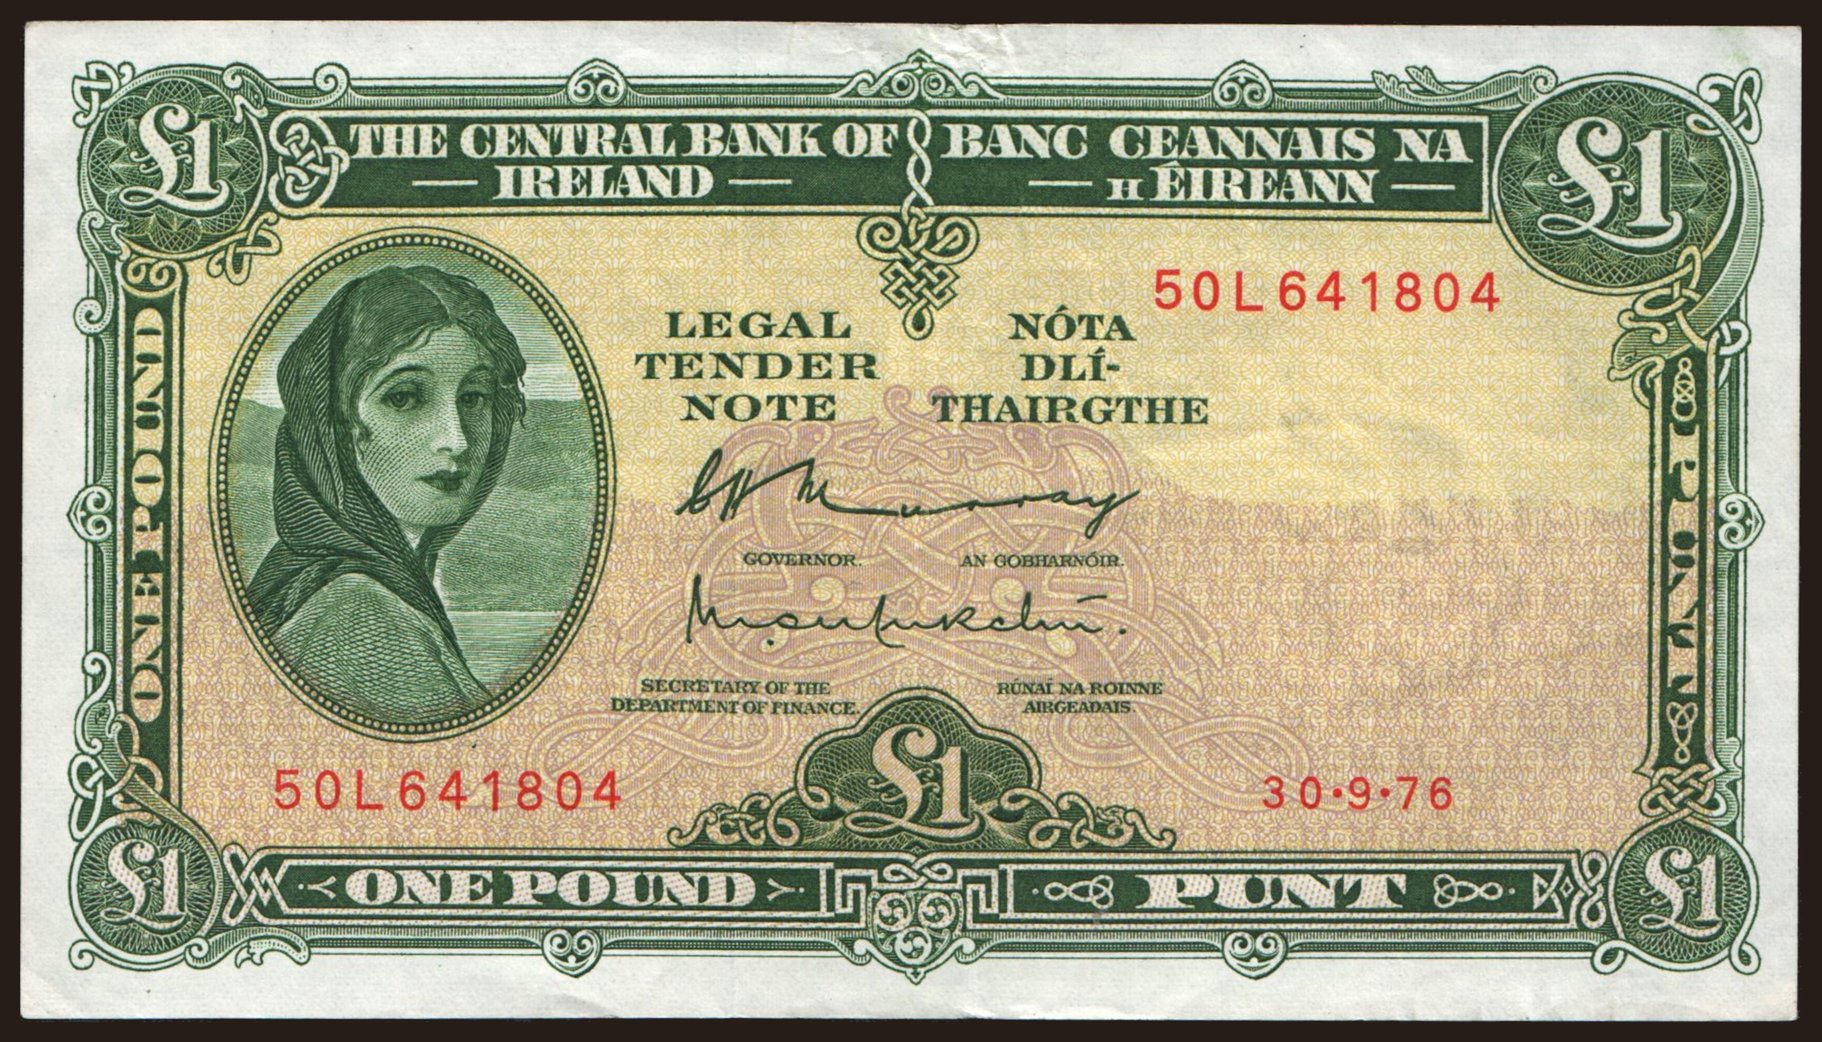 £1
THE CENTRAL BANK OF
IRELAND
BANC CEANNAIS NA
H ÉIREANN
£1
50L641804
LEGAL
TENDER
NOTE
NÓTA
DLÍ-
THAIRGTHE
ONE POUND
PUNT
C H Murray
GOVERNOR.
AN GOBHARNÓIR.
SECRETARY OF THE
DEPARTMENT OF FINANCE.
RÚNAÍ NA ROINNE
AIRGEADAIS.
50L641804
£1
30·9·76
£1
ONE POUND
PUNT
£1